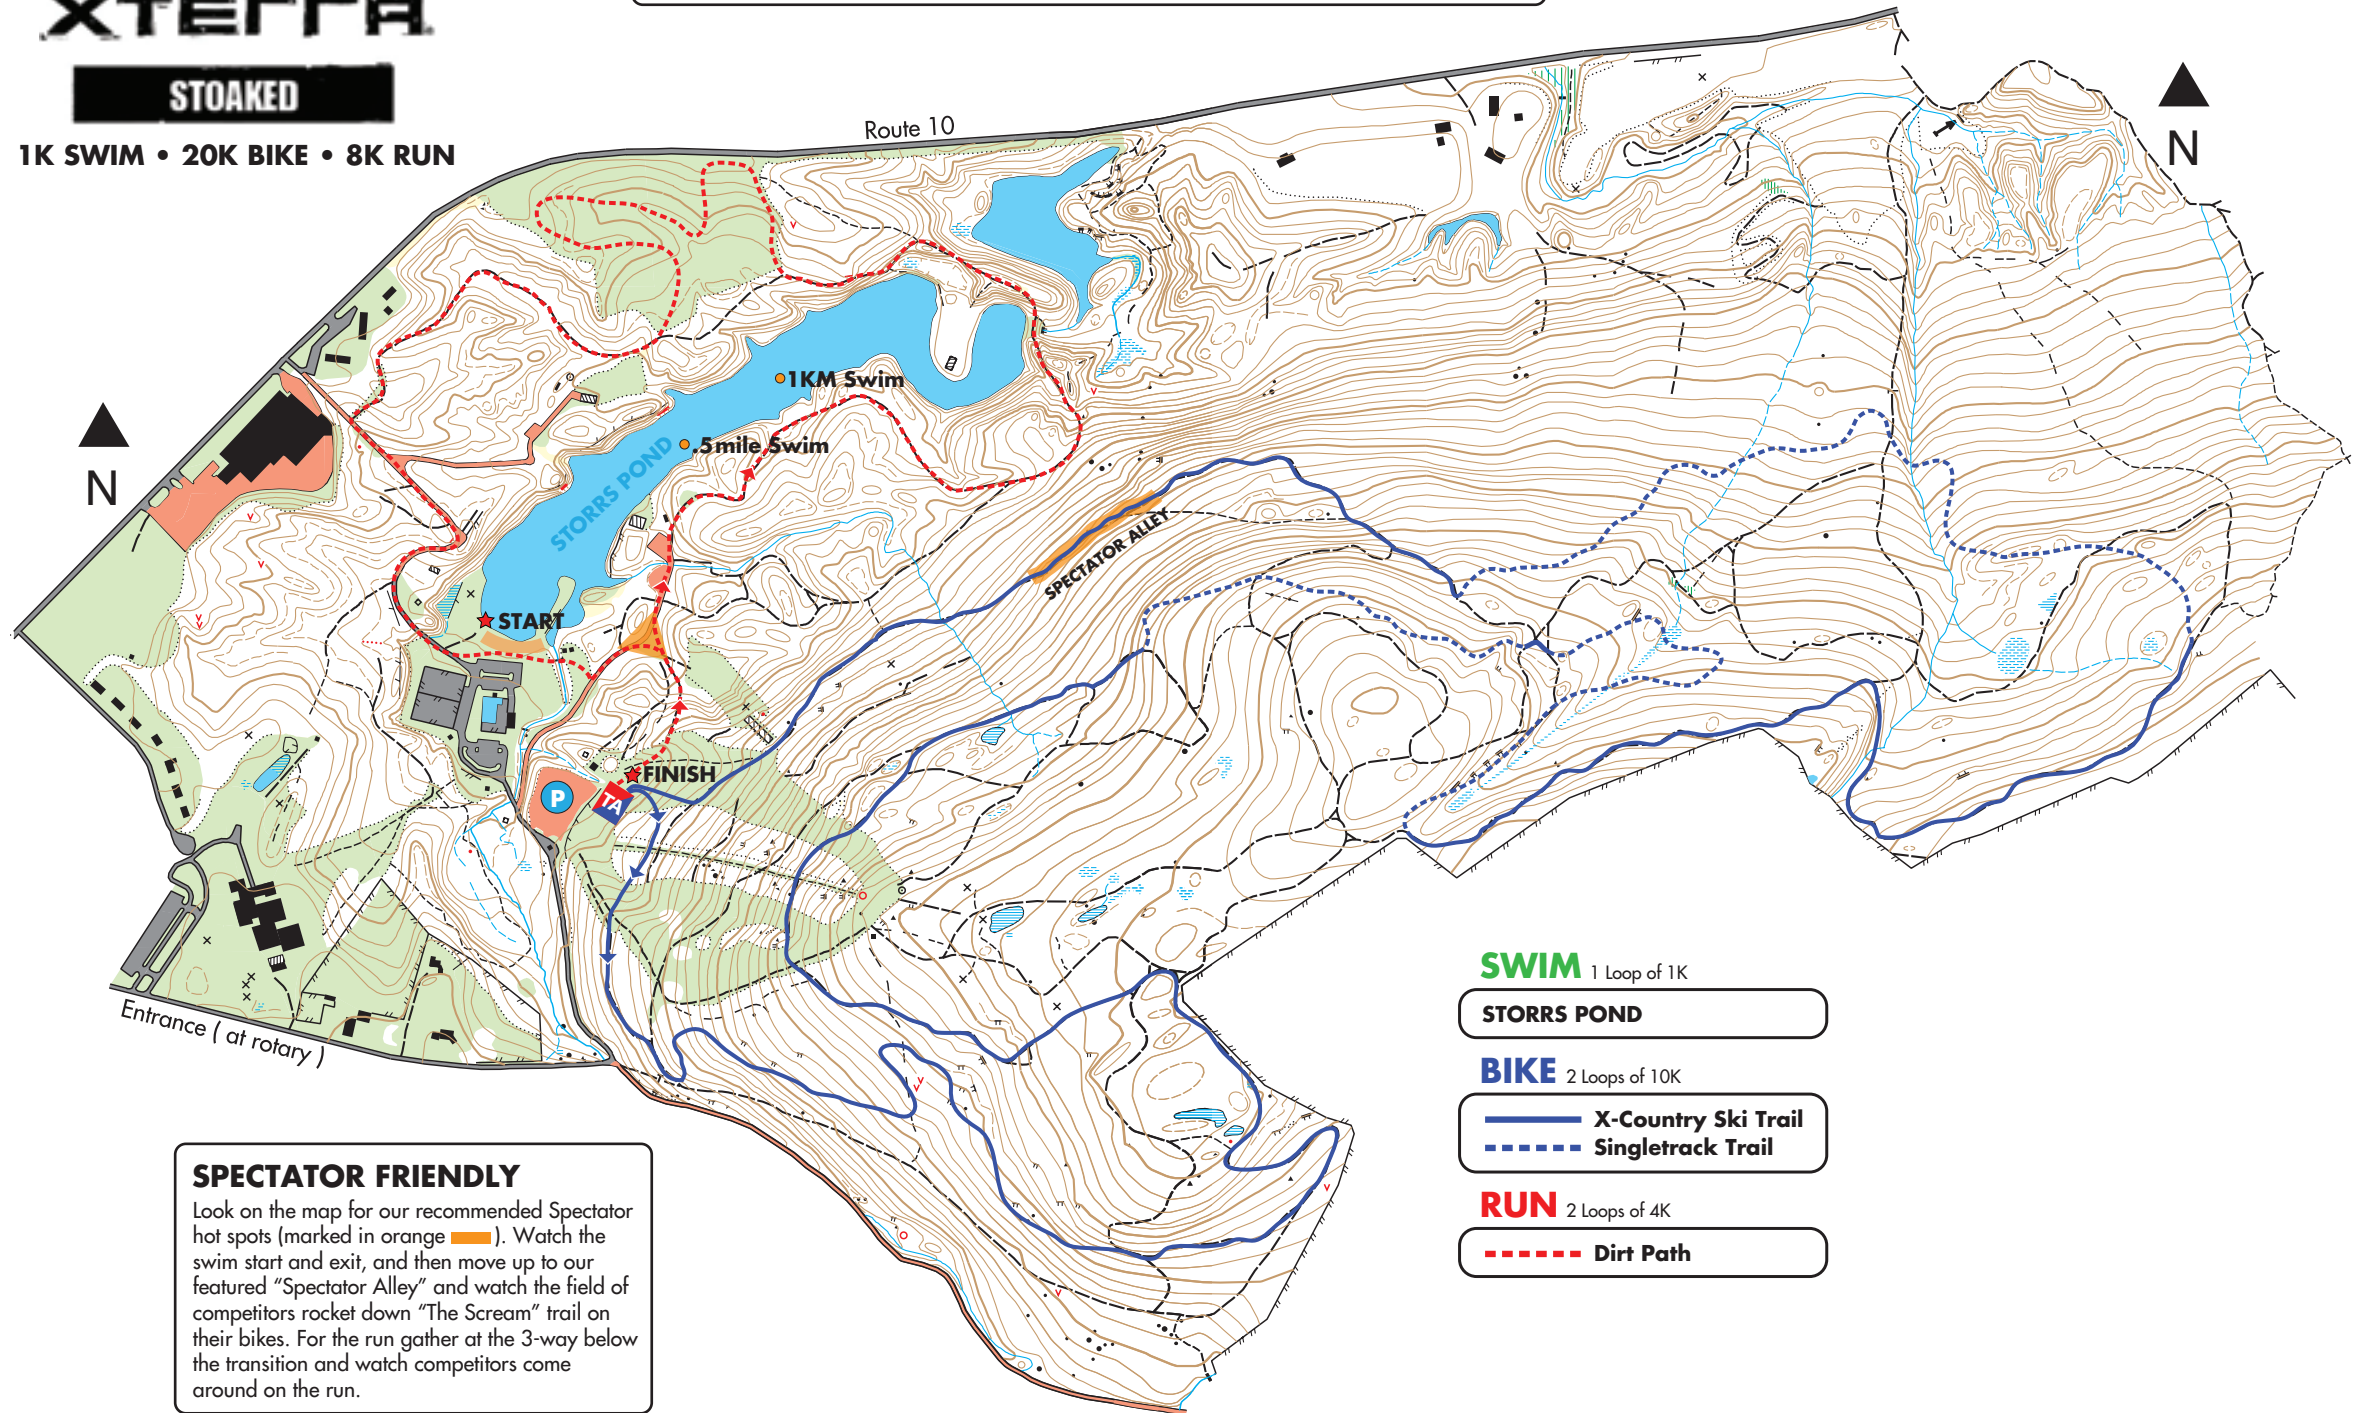 XTERRA
STOAKED
1K SWIM • 20K BIKE • 8K RUN
Route 10
N
N
1KM Swim
.5mile Swim
STORRS POND
SPECTATOR ALLEY
START
FINISH
P
TA
Entrance ( at rotary )
SWIM 1 Loop of 1K
STORRS POND
BIKE 2 Loops of 10K
X-Country Ski Trail
Singletrack Trail
RUN 2 Loops of 4K
Dirt Path
SPECTATOR FRIENDLY
Look on the map for our recommended Spectator
hot spots (marked in orange ). Watch the
swim start and exit, and then move up to our
featured “Spectator Alley” and watch the field of
competitors rocket down “The Scream” trail on
their bikes. For the run gather at the 3-way below
the transition and watch competitors come
around on the run.